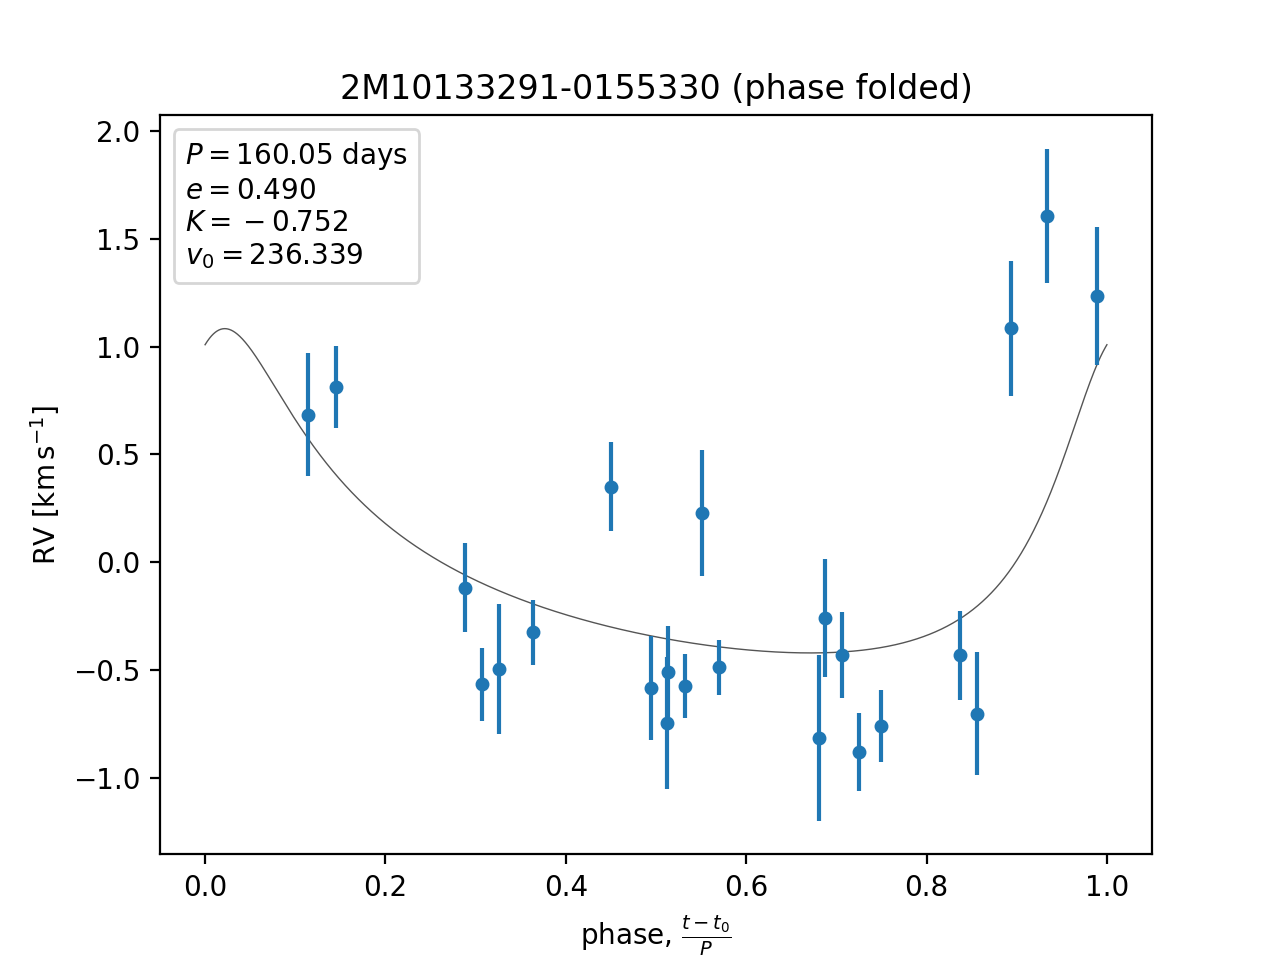 2M10133291-0155330 (phase folded)
P = 160.05 days
e = 0.490
K = −0.752
v₀ = 236.339
2.0
1.5
1.0
0.5
0.0
−0.5
−1.0
RV [km s⁻¹]
0.0 0.2 0.4 0.6 0.8 1.0
phase, (t − t₀)/P